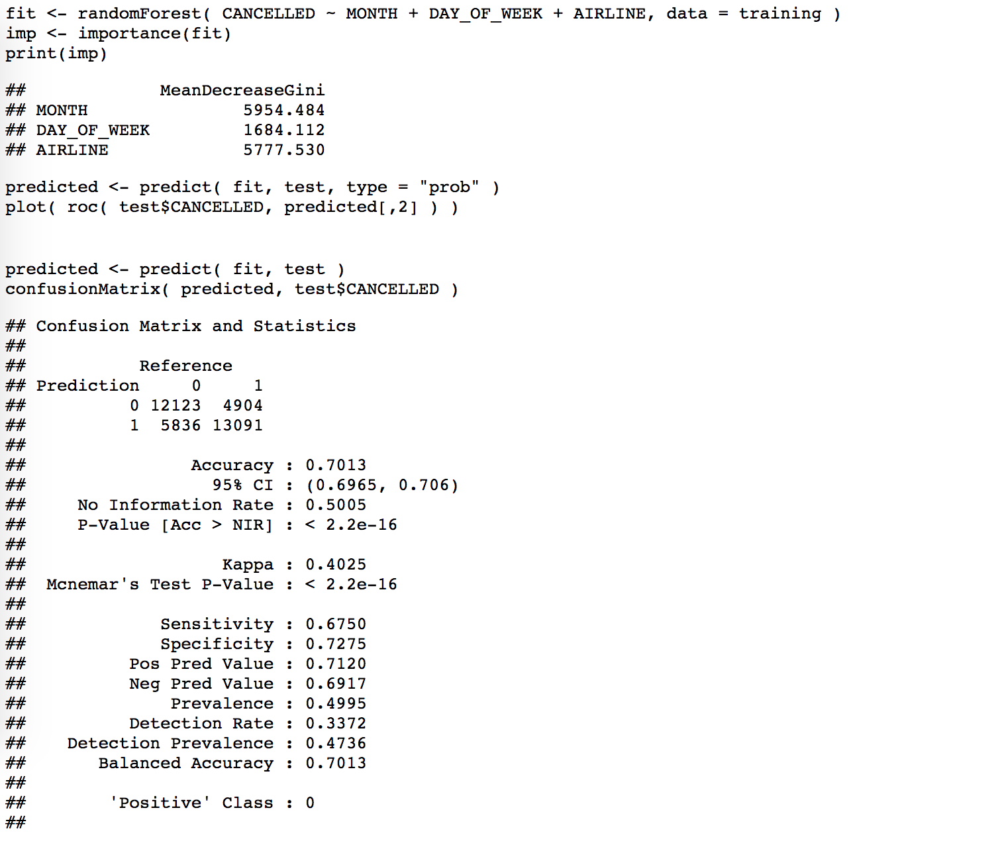 fit <- randomForest( CANCELLED ~ MONTH + DAY_OF_WEEK + AIRLINE, data = training )
imp <- importance(fit)
print(imp)
## MeanDecreaseGini
## MONTH 5954.484
## DAY_OF_WEEK 1684.112
## AIRLINE 5777.530
predicted <- predict( fit, test, type = "prob" )
plot( roc( test$CANCELLED, predicted[,2] ) )
predicted <- predict( fit, test )
confusionMatrix( predicted, test$CANCELLED )
## Confusion Matrix and Statistics
##
## Reference
## Prediction 0 1
## 0 12123 4904
## 1 5836 13091
##
## Accuracy : 0.7013
## 95% CI : (0.6965, 0.706)
## No Information Rate : 0.5005
## P-Value [Acc > NIR] : < 2.2e-16
##
## Kappa : 0.4025
## Mcnemar's Test P-Value : < 2.2e-16
##
## Sensitivity : 0.6750
## Specificity : 0.7275
## Pos Pred Value : 0.7120
## Neg Pred Value : 0.6917
## Prevalence : 0.4995
## Detection Rate : 0.3372
## Detection Prevalence : 0.4736
## Balanced Accuracy : 0.7013
##
## 'Positive' Class : 0
##